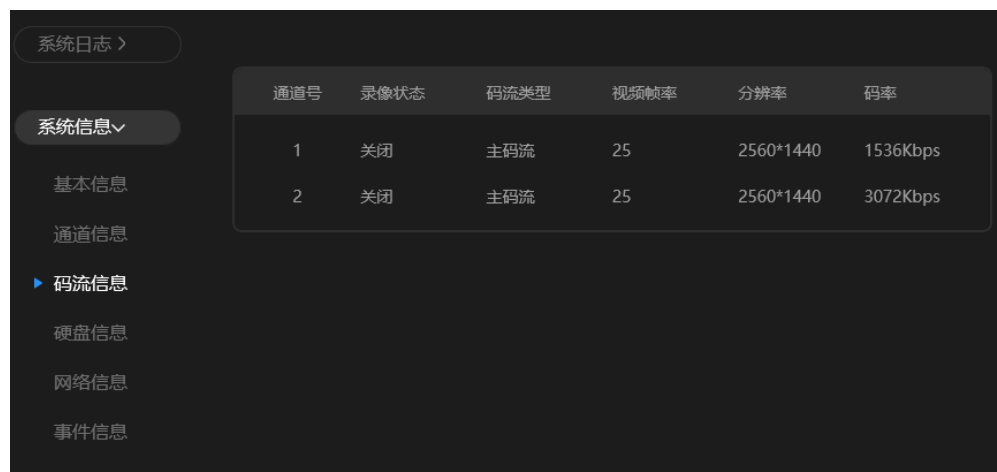 系统日志
通道号 录像状态 码流类型 视频帧率 分辨率 码率
系统信息
1 关闭 主码流 25 2560*1440 1536Kbps
基本信息
2 关闭 主码流 25 2560*1440 3072Kbps
通道信息
码流信息
硬盘信息
网络信息
事件信息